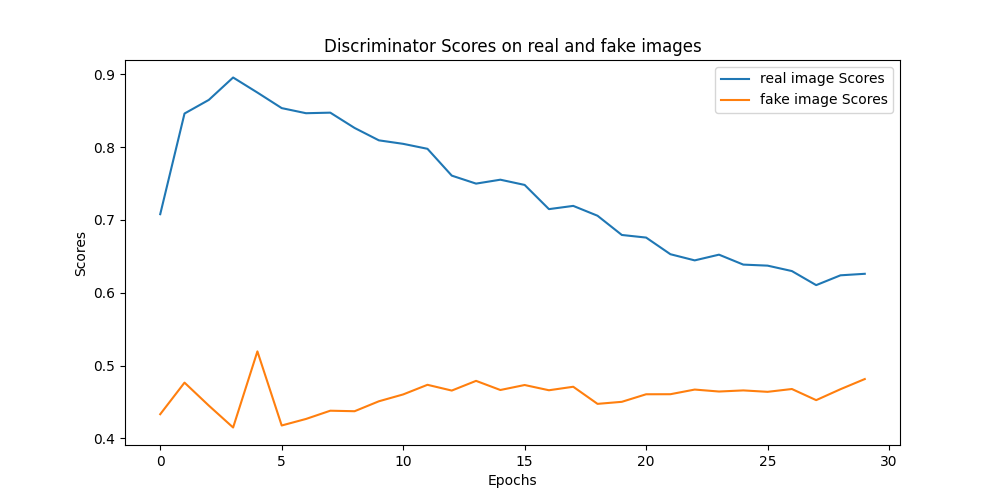 Discriminator Scores on real and fake images
real image Scores
fake image Scores
Scores
0.9
0.8
0.7
0.6
0.5
0.4
0 5 10 15 20 25 30
Epochs